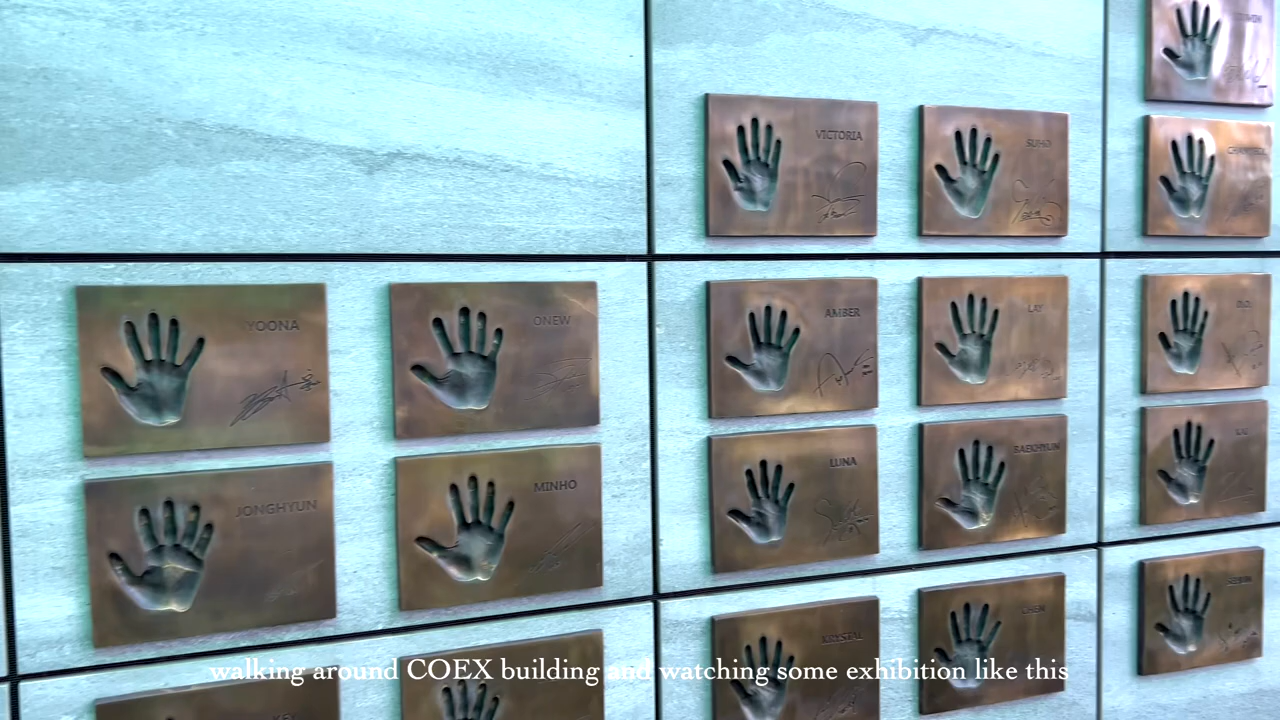 VICTORIA
SUHO
YOONA
ONEW
AMBER
LAY
D.O.
JONGHYUN
MINHO
LUNA
BAEKHYUN
KAI
KEY
KRYSTAL
CHEN
SEHUN
walking around COEX building and watching some exhibition like this